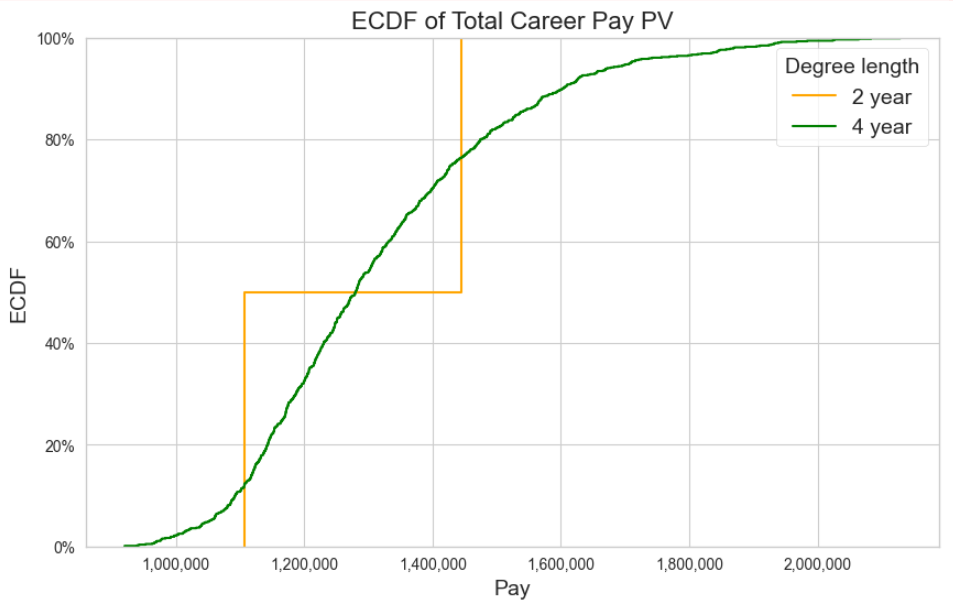 ECDF of Total Career Pay PV
100%
80%
60%
40%
20%
0%
ECDF
1,000,000
1,200,000
1,400,000
1,600,000
1,800,000
2,000,000
Pay
Degree length
2 year
4 year